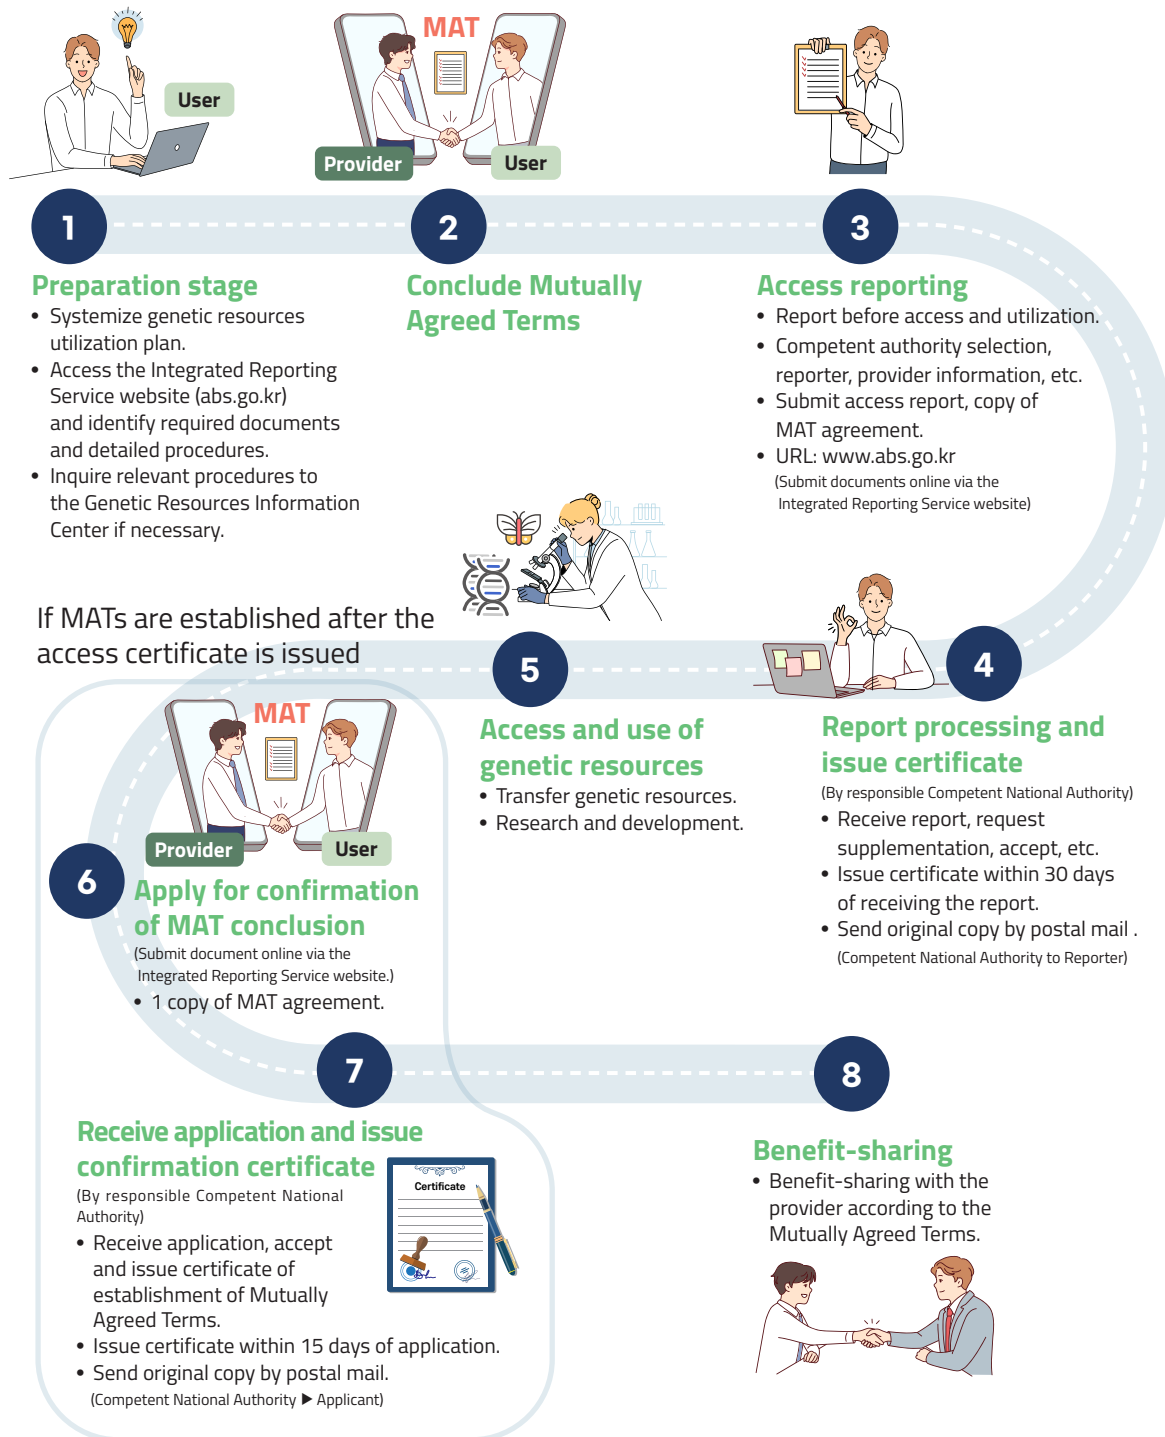 User
MAT
Provider
User
1
2
3
Preparation stage
• Systemize genetic resources
utilization plan.
• Access the Integrated Reporting
Service website (abs.go.kr)
and identify required documents
and detailed procedures.
• Inquire relevant procedures to
the Genetic Resources Information
Center if necessary.
Conclude Mutually
Agreed Terms
Access reporting
• Report before access and utilization.
• Competent authority selection,
reporter, provider information, etc.
• Submit access report, copy of
MAT agreement.
• URL: www.abs.go.kr
(Submit documents online via the
Integrated Reporting Service website)
4
Report processing and
issue certificate
(By responsible Competent National Authority)
• Receive report, request
supplementation, accept, etc.
• Issue certificate within 30 days
of receiving the report.
• Send original copy by postal mail .
(Competent National Authority to Reporter)
5
Access and use of
genetic resources
• Transfer genetic resources.
• Research and development.
If MATs are established after the
access certificate is issued
MAT
Provider
User
6
Apply for confirmation
of MAT conclusion
(Submit document online via the
Integrated Reporting Service website.)
• 1 copy of MAT agreement.
7
Receive application and issue
confirmation certificate
(By responsible Competent National
Authority)
• Receive application, accept
and issue certificate of
establishment of Mutually
Agreed Terms.
• Issue certificate within 15 days of application.
• Send original copy by postal mail.
(Competent National Authority ▶ Applicant)
Certificate
8
Benefit-sharing
• Benefit-sharing with the
provider according to the
Mutually Agreed Terms.